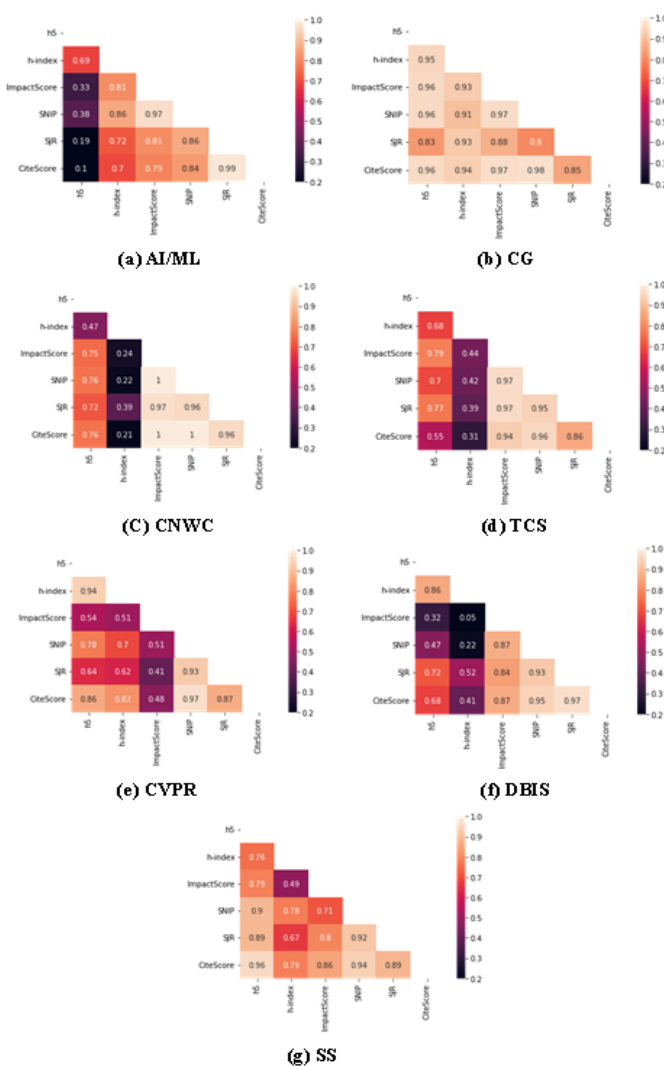 h5
h-index 0.69
ImpactScore 0.33 0.81
SNIP 0.38 0.86 0.97
SJR 0.19 0.72 0.81 0.86
CiteScore 0.1 0.7 0.79 0.84 0.99
h5 h-index ImpactScore SNIP SJR CiteScore
1.0
0.9
0.8
0.7
0.6
0.5
0.4
0.3
0.2
(a) AI/ML
h5
h-index 0.95
ImpactScore 0.96 0.93
SNIP 0.96 0.91 0.97
SJR 0.83 0.93 0.88 0.8
CiteScore 0.96 0.94 0.97 0.98 0.85
h5 h-index ImpactScore SNIP SJR CiteScore
1.0
0.9
0.8
0.7
0.6
0.5
0.4
0.3
0.2
(b) CG
h5
h-index 0.47
ImpactScore 0.75 0.24
SNIP 0.76 0.22 1
SJR 0.72 0.39 0.97 0.96
CiteScore 0.76 0.21 1 1 0.96
h5 h-index ImpactScore SNIP SJR CiteScore
1.0
0.9
0.8
0.7
0.6
0.5
0.4
0.3
0.2
(C) CNWC
h5
h-index 0.68
ImpactScore 0.79 0.44
SNIP 0.7 0.42 0.97
SJR 0.77 0.39 0.97 0.95
CiteScore 0.55 0.31 0.94 0.96 0.86
h5 h-index ImpactScore SNIP SJR CiteScore
1.0
0.9
0.8
0.7
0.6
0.5
0.4
0.3
0.2
(d) TCS
h5
h-index 0.94
ImpactScore 0.54 0.51
SNIP 0.78 0.7 0.51
SJR 0.64 0.62 0.41 0.93
CiteScore 0.86 0.82 0.48 0.97 0.87
h5 h-index ImpactScore SNIP SJR CiteScore
1.0
0.9
0.8
0.7
0.6
0.5
0.4
0.3
0.2
(e) CVPR
h5
h-index 0.86
ImpactScore 0.32 0.05
SNIP 0.47 0.22 0.87
SJR 0.72 0.52 0.84 0.93
CiteScore 0.68 0.41 0.87 0.95 0.97
h5 h-index ImpactScore SNIP SJR CiteScore
1.0
0.9
0.8
0.7
0.6
0.5
0.4
0.3
0.2
(f) DBIS
h5
h-index 0.76
ImpactScore 0.79 0.49
SNIP 0.9 0.78 0.71
SJR 0.89 0.67 0.8 0.92
CiteScore 0.96 0.79 0.86 0.94 0.89
h5 h-index ImpactScore SNIP SJR CiteScore
1.0
0.9
0.8
0.7
0.6
0.5
0.4
0.3
0.2
(g) SS